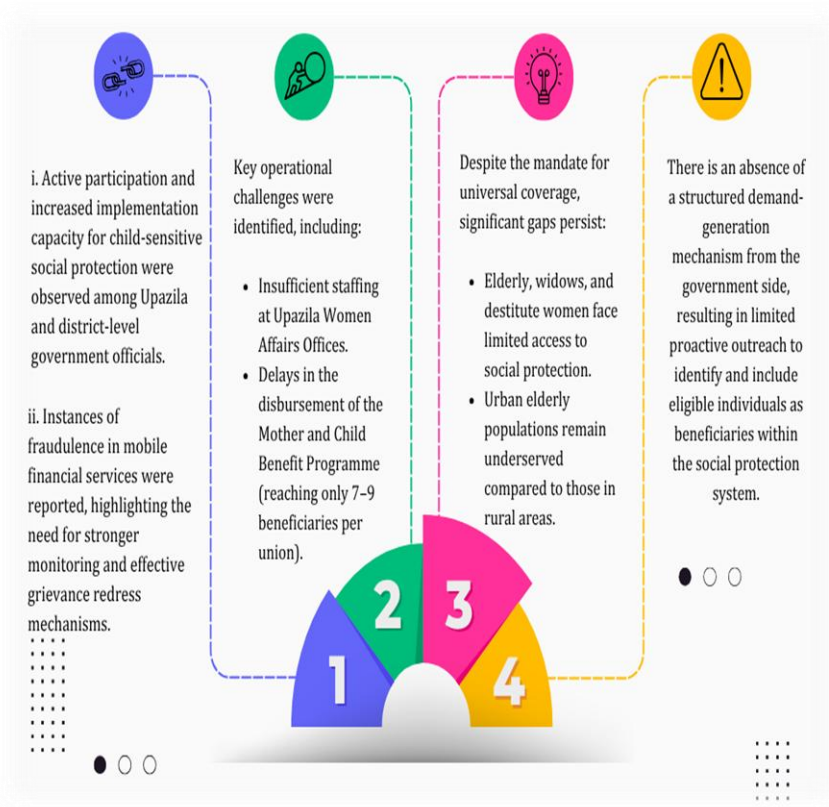 i. Active participation and
increased implementation
capacity for child-sensitive
social protection were
observed among Upazila
and district-level
government officials.
ii. Instances of
fraudulence in mobile
financial services were
reported, highlighting the
need for stronger
monitoring and effective
grievance redress
mechanisms.
Key operational
challenges were
identified, including:
• Insufficient staffing
at Upazila Women
Affairs Offices.
• Delays in the
disbursement of the
Mother and Child
Benefit Programme
(reaching only 7–9
beneficiaries per
union).
Despite the mandate for
universal coverage,
significant gaps persist:
• Elderly, widows, and
destitute women face
limited access to
social protection.
• Urban elderly
populations remain
underserved
compared to those in
rural areas.
There is an absence of
a structured demand-
generation
mechanism from the
government side,
resulting in limited
proactive outreach to
identify and include
eligible individuals as
beneficiaries within
the social protection
system.
1
2
3
4